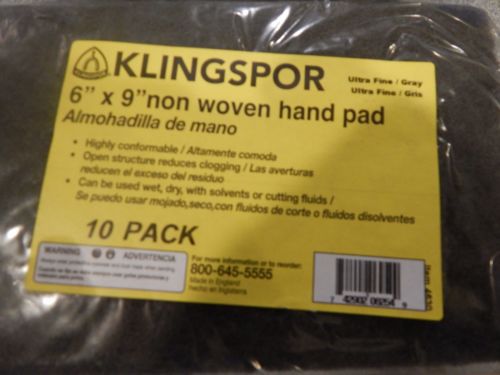 KLINGSPOR
Ultra Fine / Gray
Ultra Fine / Gris
6" x 9" non woven hand pad
Almohadilla de mano
• Highly conformable / Altamente comoda
• Open structure reduces clogging / Las averturas
reducen el exceso del residuo
• Can be used wet, dry, with solvents or cutting fluids /
Se puedo usar mojado,seco,con fluidos de corte o fluidos disolventes
10 PACK
WARNING ADVERTENCIA
For more information or to reorder:
800-645-5555
Made in England
hecho en Inglaterra